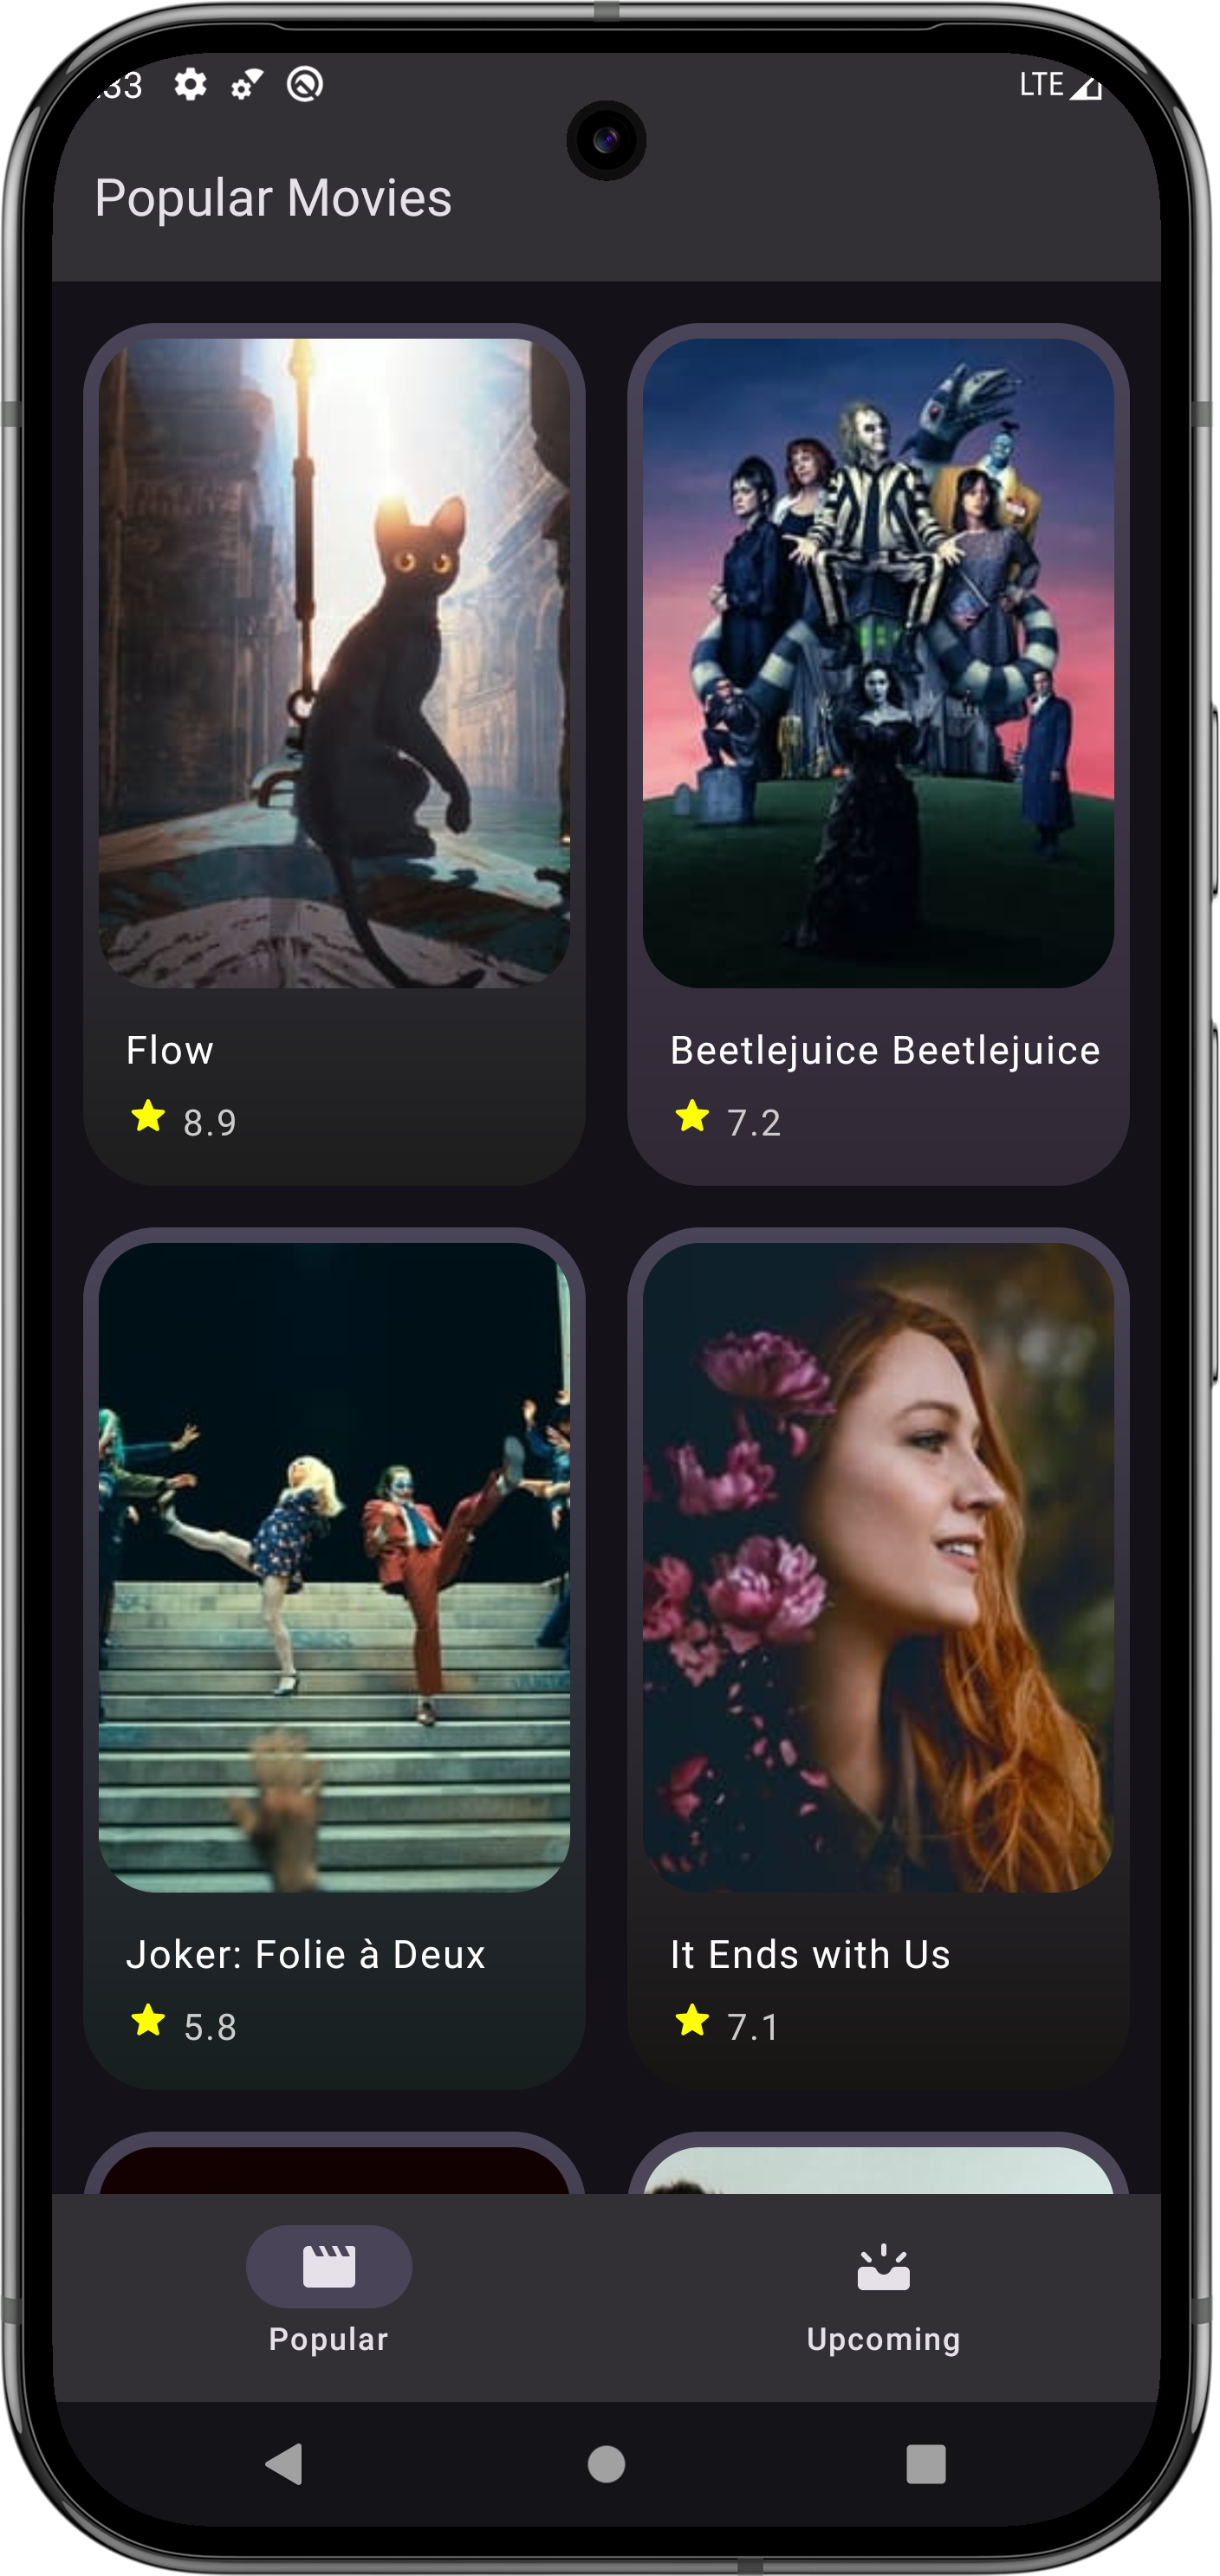 :33 LTE
Popular Movies
Flow
8.9
Beetlejuice Beetlejuice
7.2
Joker: Folie à Deux
5.8
It Ends with Us
7.1
Popular
Upcoming